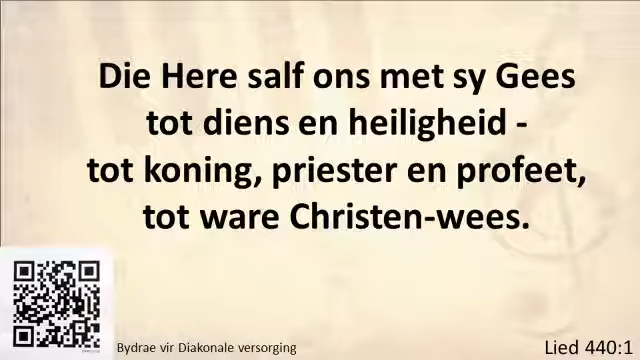 Die Here salf ons met sy Gees
tot diens en heiligheid -
tot koning, priester en profeet,
tot ware Christen-wees.
Bydrae vir Diakonale versorging
Lied 440:1